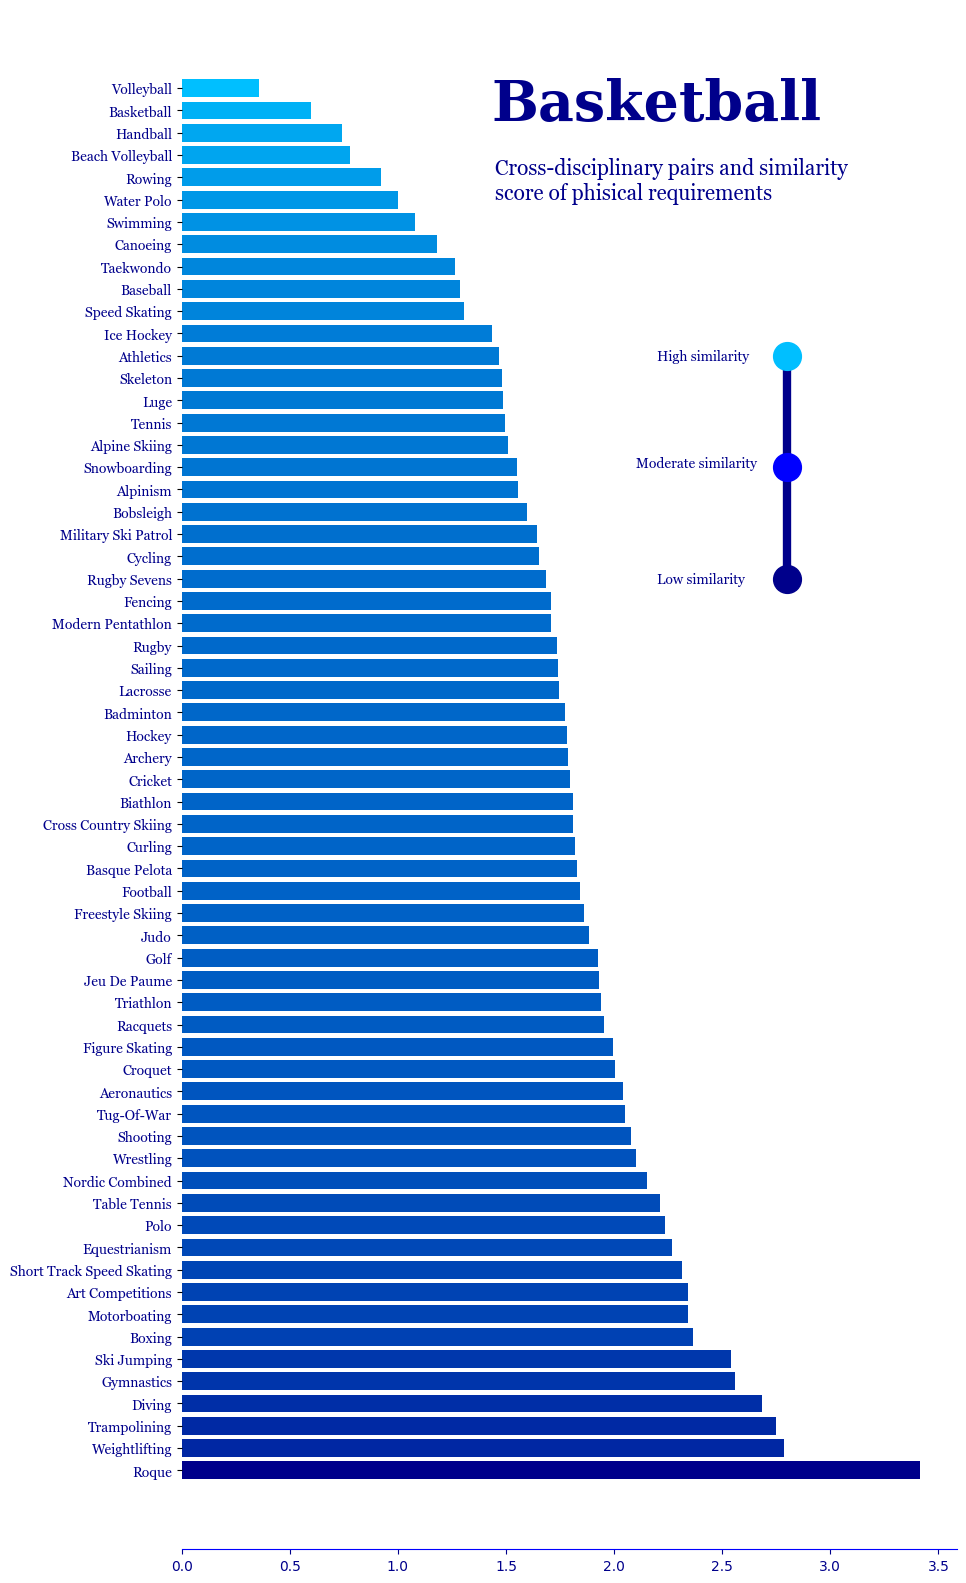 Basketball
Cross-disciplinary pairs and similarity
score of phisical requirements
High similarity
Moderate similarity
Low similarity
Volleyball
Basketball
Handball
Beach Volleyball
Rowing
Water Polo
Swimming
Canoeing
Taekwondo
Baseball
Speed Skating
Ice Hockey
Athletics
Skeleton
Luge
Tennis
Alpine Skiing
Snowboarding
Alpinism
Bobsleigh
Military Ski Patrol
Cycling
Rugby Sevens
Fencing
Modern Pentathlon
Rugby
Sailing
Lacrosse
Badminton
Hockey
Archery
Cricket
Biathlon
Cross Country Skiing
Curling
Basque Pelota
Football
Freestyle Skiing
Judo
Golf
Jeu De Paume
Triathlon
Racquets
Figure Skating
Croquet
Aeronautics
Tug-Of-War
Shooting
Wrestling
Nordic Combined
Table Tennis
Polo
Equestrianism
Short Track Speed Skating
Art Competitions
Motorboating
Boxing
Ski Jumping
Gymnastics
Diving
Trampolining
Weightlifting
Roque
0.0 0.5 1.0 1.5 2.0 2.5 3.0 3.5